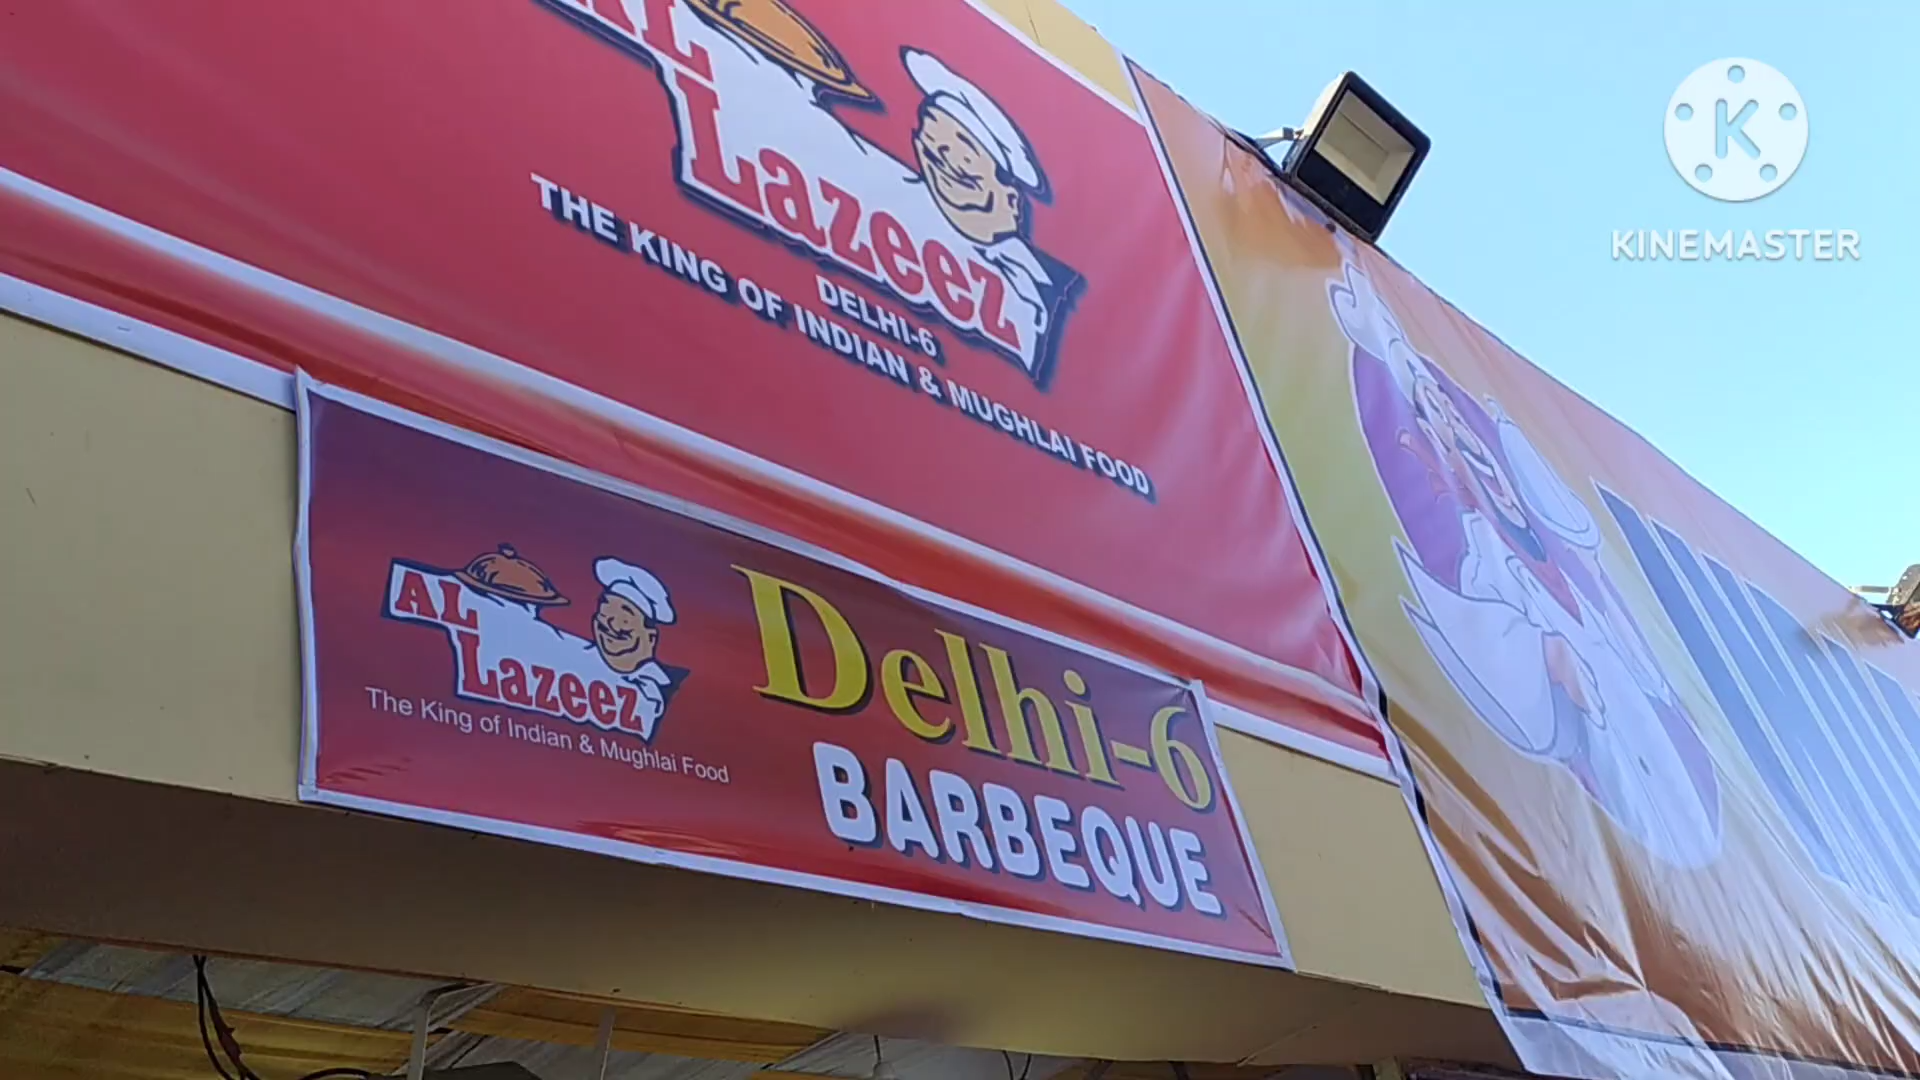 AL
Lazeez
DELHI-6
THE KING OF INDIAN & MUGHLAI FOOD
AL
Lazeez
The King of Indian & Mughlai Food
Delhi-6
BARBEQUE
K
KINEMASTER